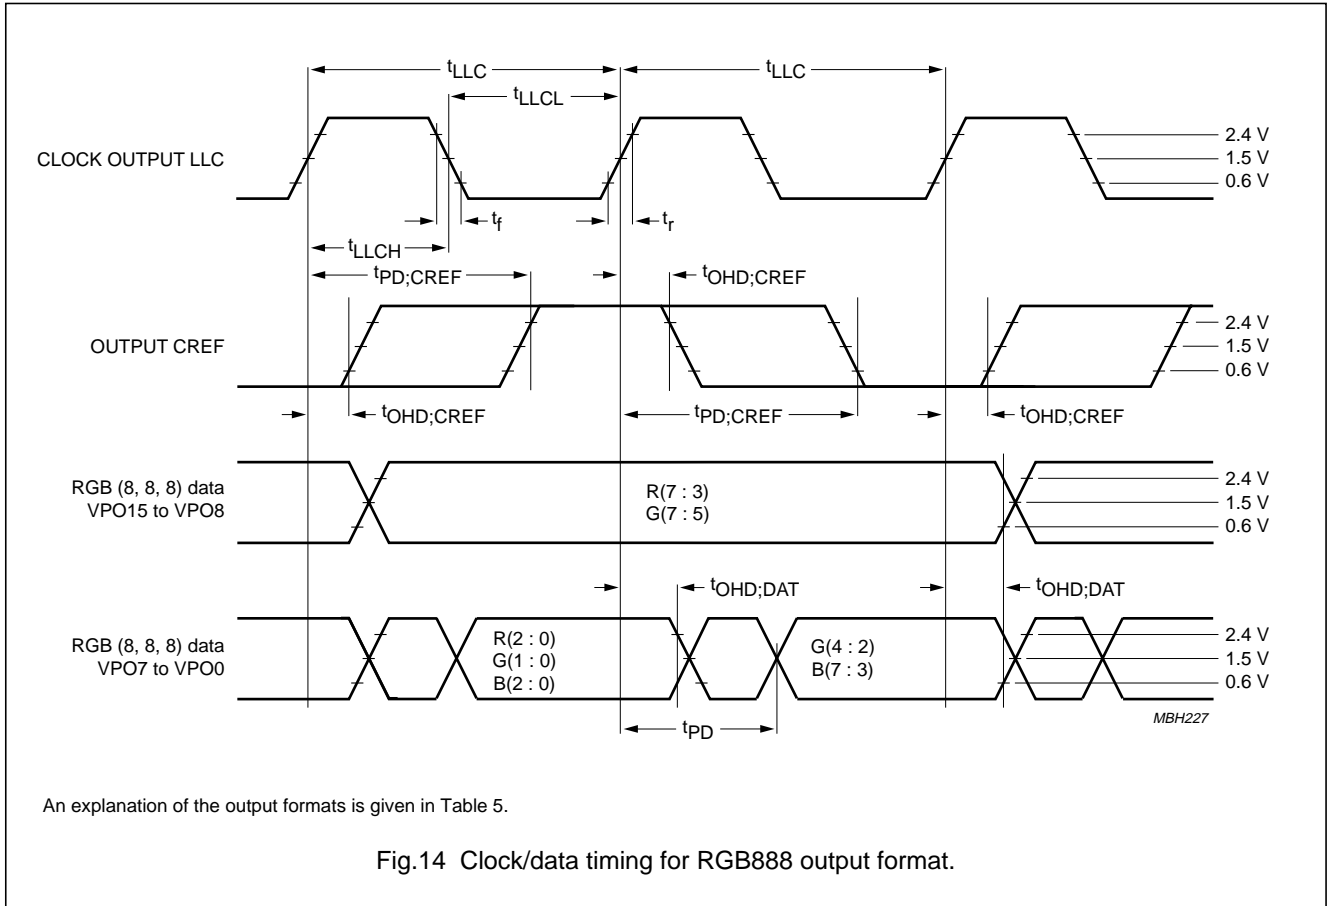 tLLC tLLC
tLLCL
CLOCK OUTPUT LLC
2.4 V
1.5 V
0.6 V
tf tr
tLLCH
tPD;CREF tOHD;CREF
OUTPUT CREF
2.4 V
1.5 V
0.6 V
tOHD;CREF tPD;CREF tOHD;CREF
RGB (8, 8, 8) data
VPO15 to VPO8
R(7 : 3)
G(7 : 5)
2.4 V
1.5 V
0.6 V
tOHD;DAT tOHD;DAT
RGB (8, 8, 8) data
VPO7 to VPO0
R(2 : 0)
G(1 : 0)
B(2 : 0)
G(4 : 2)
B(7 : 3)
2.4 V
1.5 V
0.6 V
tPD
MBH227
An explanation of the output formats is given in Table 5.
Fig.14 Clock/data timing for RGB888 output format.